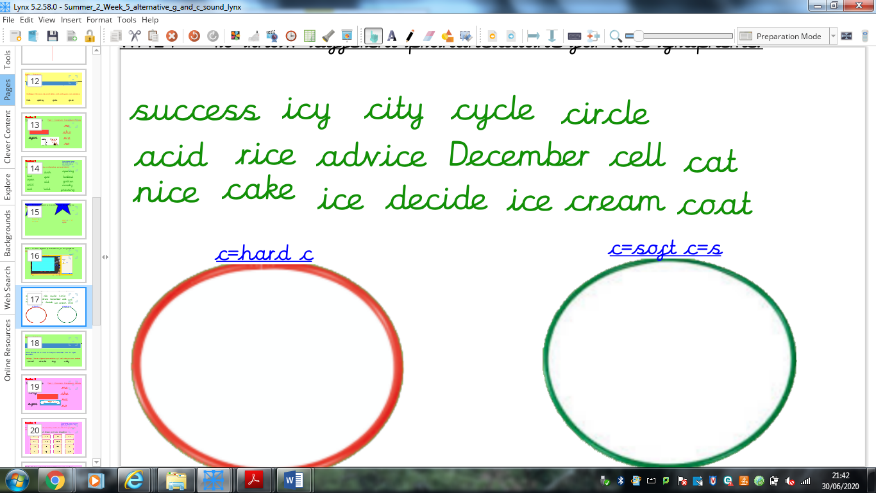 Lynx 5.2.58.0 - Summer_2_Week_5_alternative_g_and_c_sound_lynx
File Edit View Insert Format Tools Help
Preparation Mode
Tools
Pages
Clever Content
Explore
Backgrounds
Web Search
Online Resources
12
13
14
15
16
17
18
19
20
success icy city cycle circle
acid rice advice December cell cat
nice cake ice decide ice cream coat
c=hard c
c=soft c=s
21:42
30/06/2020